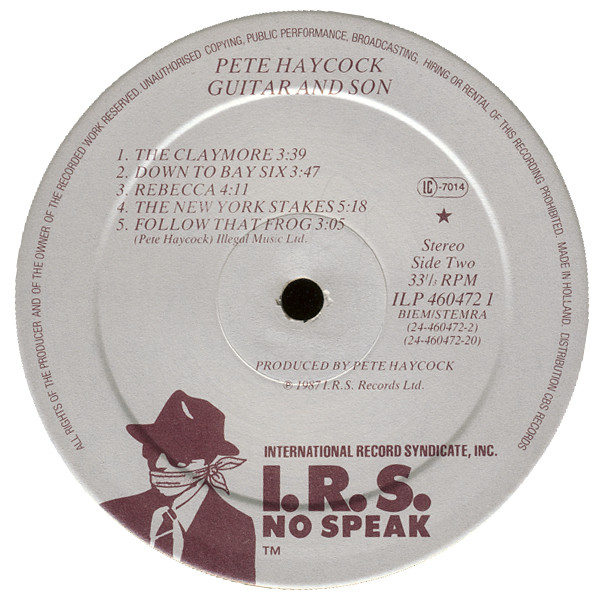 ALL RIGHTS OF THE PRODUCER AND OF THE OWNER OF THE RECORDED WORK RESERVED. UNAUTHORISED COPYING, PUBLIC PERFORMANCE, BROADCASTING, HIRING OR RENTAL OF THIS RECORDING PROHIBITED. MADE IN HOLLAND. DISTRIBUTION CBS RECORDS
PETE HAYCOCK
GUITAR AND SON
1. THE CLAYMORE 3:39
2. DOWN TO BAY SIX 3:47
3. REBECCA 4:11
4. THE NEW YORK STAKES 5:18
5. FOLLOW THAT FROG 3:05
(Pete Haycock) Illegal Music Ltd.
LC-7014
★
Stereo
Side Two
33⅓ RPM
ILP 460472 1
BIEM/STEMRA
(24-460472-2)
(24-460472-20)
PRODUCED BY PETE HAYCOCK
℗ 1987 I.R.S. Records Ltd.
INTERNATIONAL RECORD SYNDICATE, INC.
I.R.S.
NO SPEAK
TM